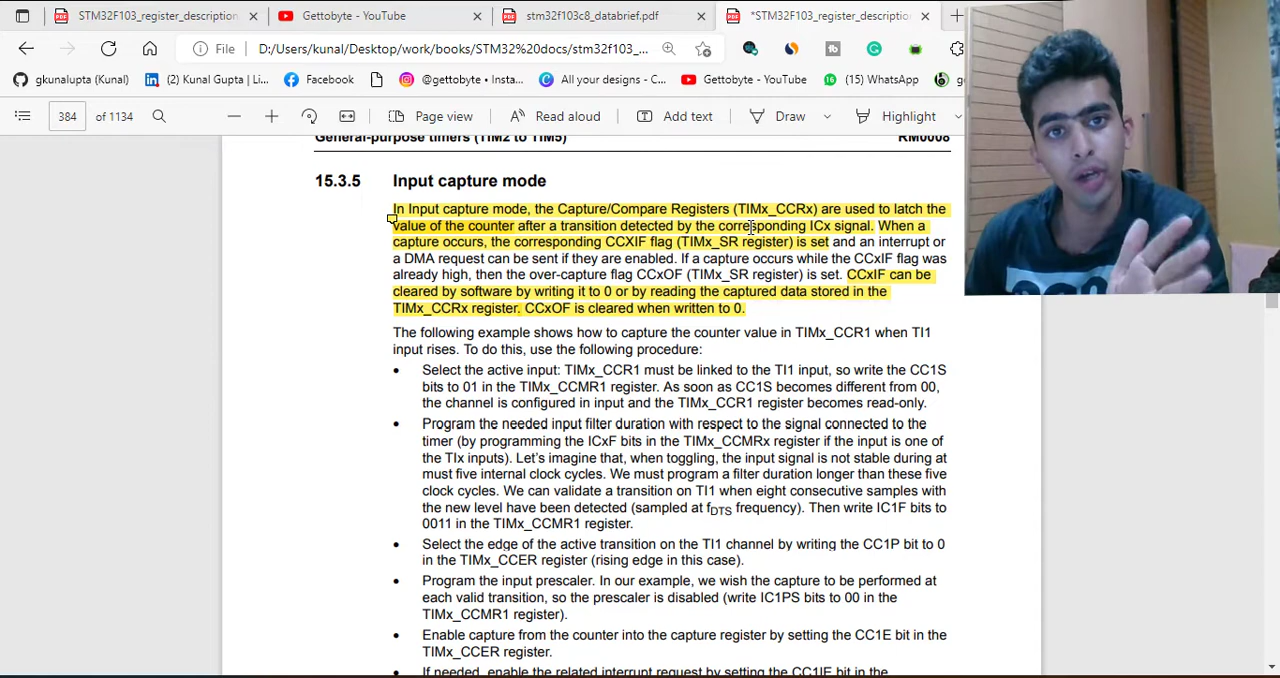 STM32F103_register_description
Gettobyte - YouTube
stm32f103c8_databrief.pdf
*STM32F103_register_description
File
D:/Users/kunal/Desktop/work/books/STM32%20docs/stm32f103_...
gkunalupta (Kunal)
(2) Kunal Gupta | Li...
Facebook
@gettobyte • Insta...
All your designs - C...
Gettobyte - YouTube
(15) WhatsApp
384 of 1134
Page view
Read aloud
Add text
Draw
Highlight
General-purpose timers (TIM2 to TIM5)
RM0008
15.3.5 Input capture mode
In Input capture mode, the Capture/Compare Registers (TIMx_CCRx) are used to latch the
value of the counter after a transition detected by the corresponding ICx signal. When a
capture occurs, the corresponding CCXIF flag (TIMx_SR register) is set and an interrupt or
a DMA request can be sent if they are enabled. If a capture occurs while the CCxIF flag was
already high, then the over-capture flag CCxOF (TIMx_SR register) is set. CCxIF can be
cleared by software by writing it to 0 or by reading the captured data stored in the
TIMx_CCRx register. CCxOF is cleared when written to 0.
The following example shows how to capture the counter value in TIMx_CCR1 when TI1
input rises. To do this, use the following procedure:
• Select the active input: TIMx_CCR1 must be linked to the TI1 input, so write the CC1S
bits to 01 in the TIMx_CCMR1 register. As soon as CC1S becomes different from 00,
the channel is configured in input and the TIMx_CCR1 register becomes read-only.
• Program the needed input filter duration with respect to the signal connected to the
timer (by programming the ICxF bits in the TIMx_CCMRx register if the input is one of
the TIx inputs). Let's imagine that, when toggling, the input signal is not stable during at
must five internal clock cycles. We must program a filter duration longer than these five
clock cycles. We can validate a transition on TI1 when eight consecutive samples with
the new level have been detected (sampled at fDTS frequency). Then write IC1F bits to
0011 in the TIMx_CCMR1 register.
• Select the edge of the active transition on the TI1 channel by writing the CC1P bit to 0
in the TIMx_CCER register (rising edge in this case).
• Program the input prescaler. In our example, we wish the capture to be performed at
each valid transition, so the prescaler is disabled (write IC1PS bits to 00 in the
TIMx_CCMR1 register).
• Enable capture from the counter into the capture register by setting the CC1E bit in the
TIMx_CCER register.
• If needed, enable the related interrupt request by setting the CC1IE bit in the